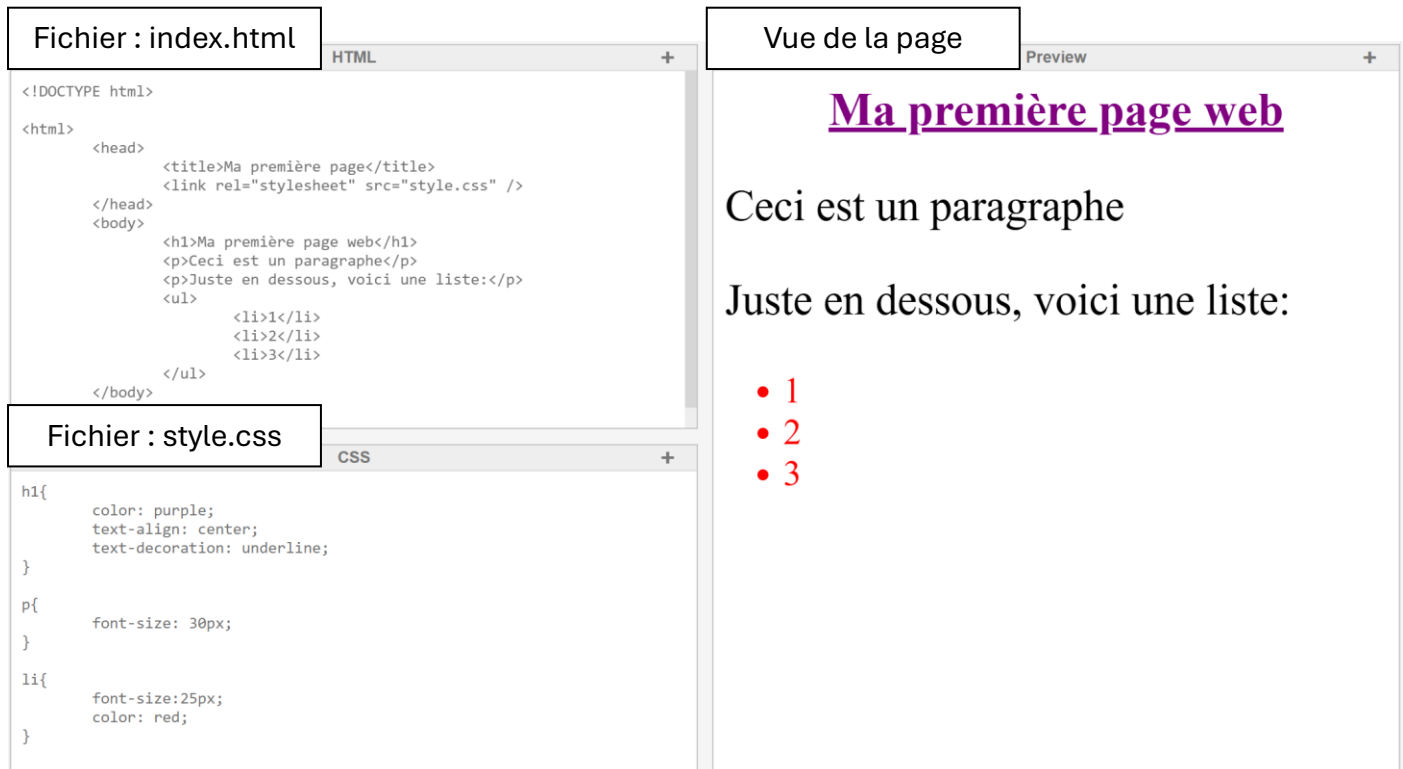 Fichier : index.html
HTML
+
<!DOCTYPE html>
<html>
<head>
<title>Ma première page</title>
<link rel="stylesheet" src="style.css" />
</head>
<body>
<h1>Ma première page web</h1>
<p>Ceci est un paragraphe</p>
<p>Juste en dessous, voici une liste:</p>
<ul>
<li>1</li>
<li>2</li>
<li>3</li>
</ul>
</body>
Fichier : style.css
CSS
+
h1{
color: purple;
text-align: center;
text-decoration: underline;
}
p{
font-size: 30px;
}
li{
font-size:25px;
color: red;
}
Vue de la page
Preview
+
Ma première page web
Ceci est un paragraphe
Juste en dessous, voici une liste:
• 1
• 2
• 3